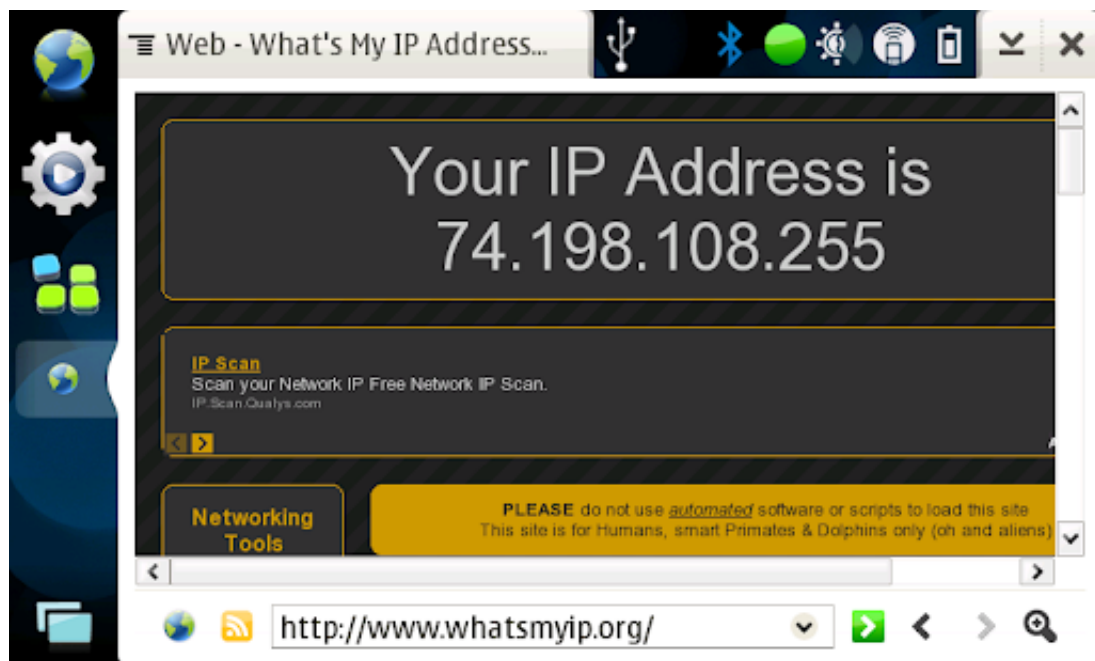 Web - What's My IP Address...
Your IP Address is
74.198.108.255
IP Scan
Scan your Network IP Free Network IP Scan.
IP.Scan.Qualys.com
Networking
Tools
PLEASE do not use automated software or scripts to load this site
This site is for Humans, smart Primates & Dolphins only (oh and aliens)
http://www.whatsmyip.org/